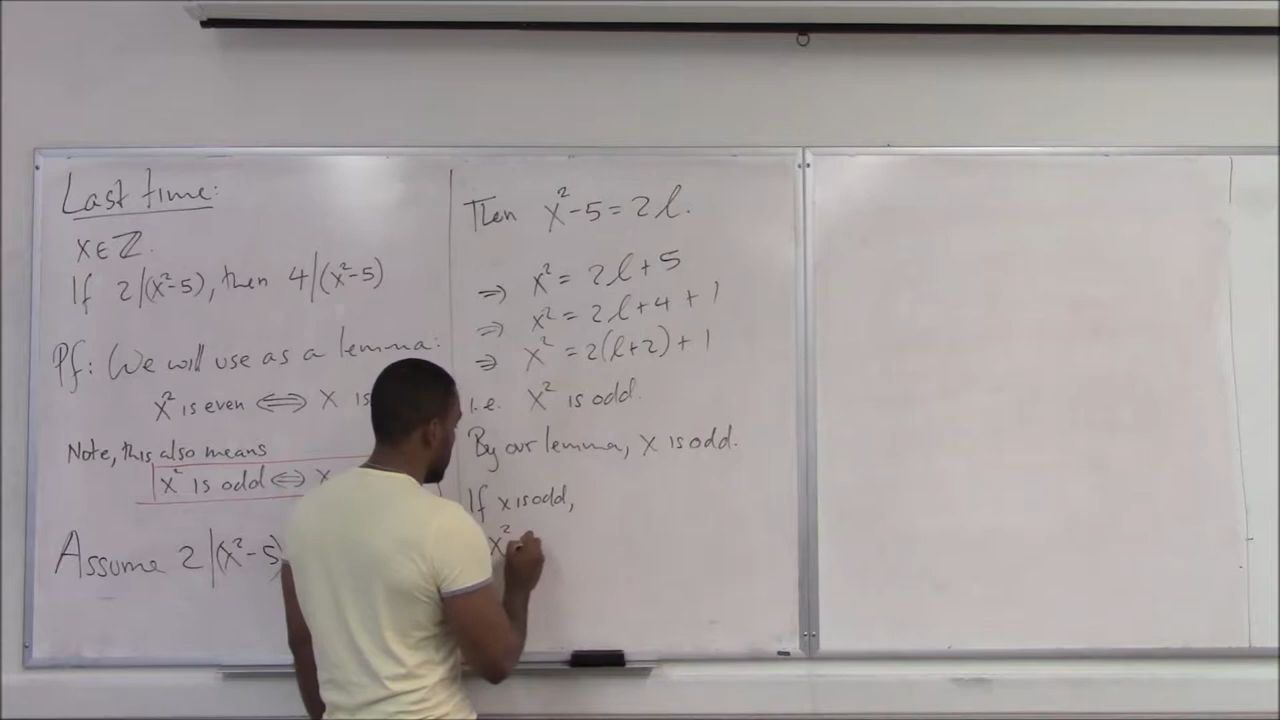 Last time:
x ∈ ℤ.
If 2|(x²-5), then 4|(x²-5)
Pf: (We will use as a lemma:
x² is even ⟺ x is
Note, this also means
x² is odd ⟺ x
Assume 2|(x²-5)
Then x²-5=2l.
⇒ x² = 2l+5
⇒ x² = 2l+4+1
⇒ x² = 2(l+2)+1
i.e. x² is odd.
By our lemma, x is odd.
If x is odd,
x²